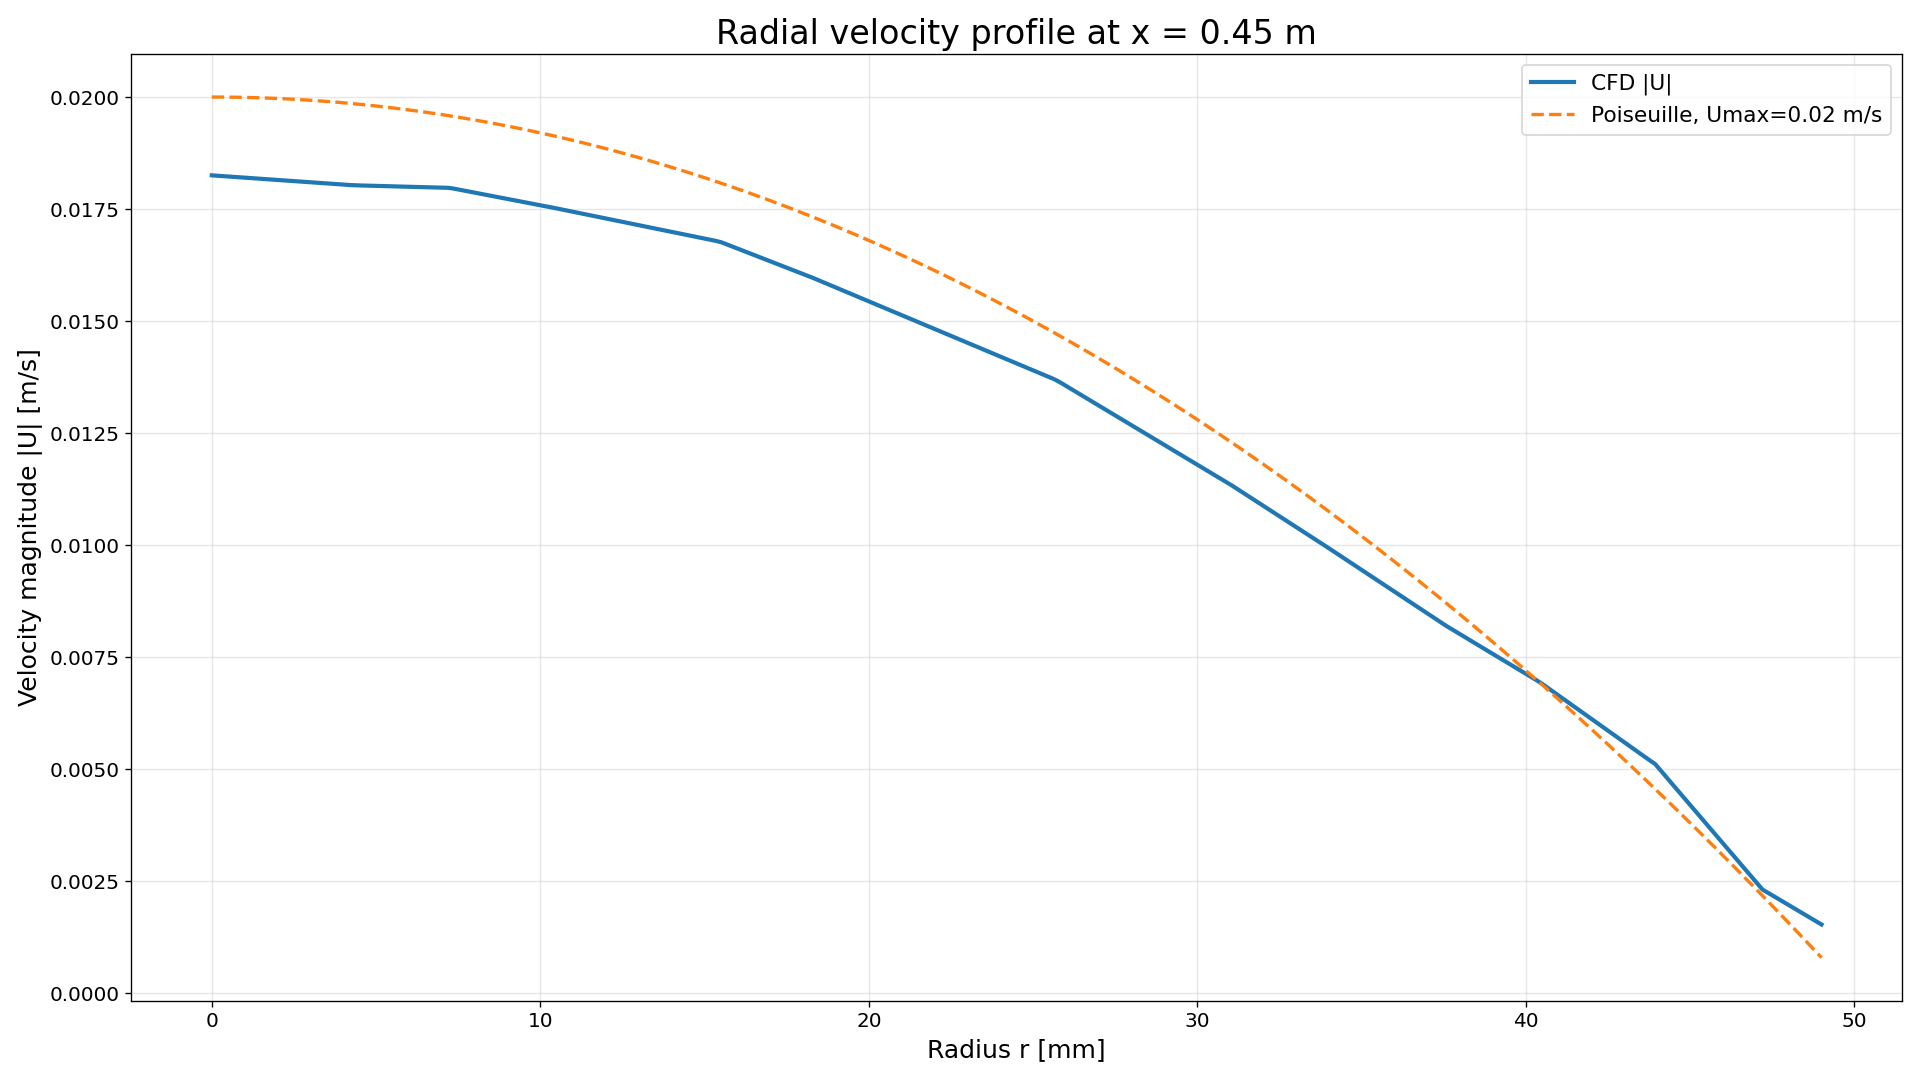 Radial velocity profile at x = 0.45 m
CFD |U|
Poiseuille, Umax=0.02 m/s
Velocity magnitude |U| [m/s]
0.0200
0.0175
0.0150
0.0125
0.0100
0.0075
0.0050
0.0025
0.0000
0 10 20 30 40 50
Radius r [mm]